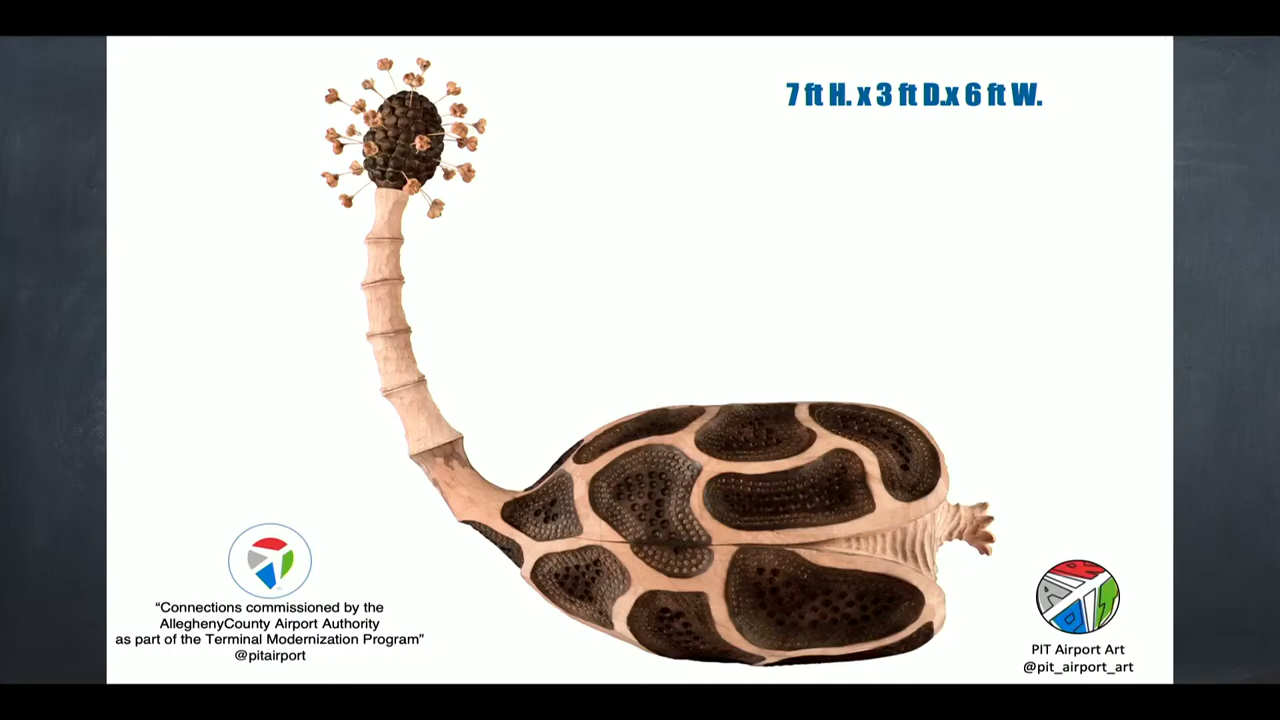 7 ft H. x 3 ft D.x 6 ft W.
“Connections commissioned by the
AlleghenyCounty Airport Authority
as part of the Terminal Modernization Program”
@pitairport
PIT Airport Art
@pit_airport_art